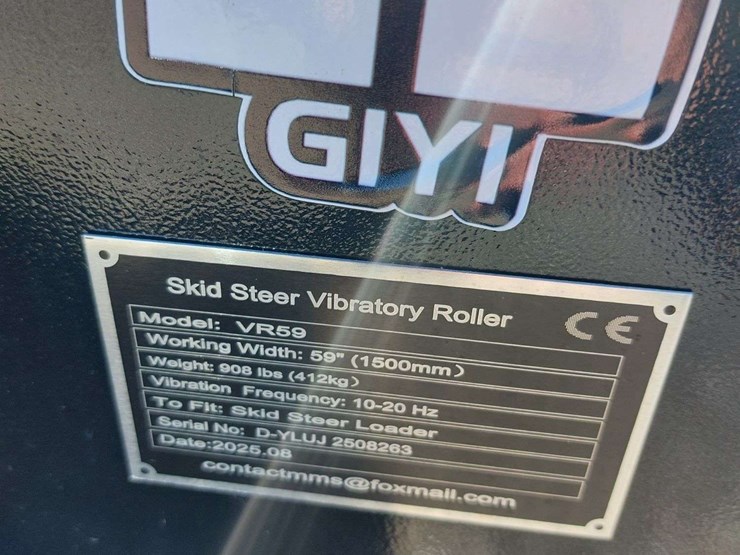 GIYI
Skid Steer Vibratory Roller
CE
Model: VR59
Working Width: 59" (1500mm)
Weight: 908 lbs (412kg)
Vibration Frequency: 10-20 Hz
To Fit: Skid Steer Loader
Serial No: D-YLUJ 2508263
Date:2025.08
contactmms@foxmail.com